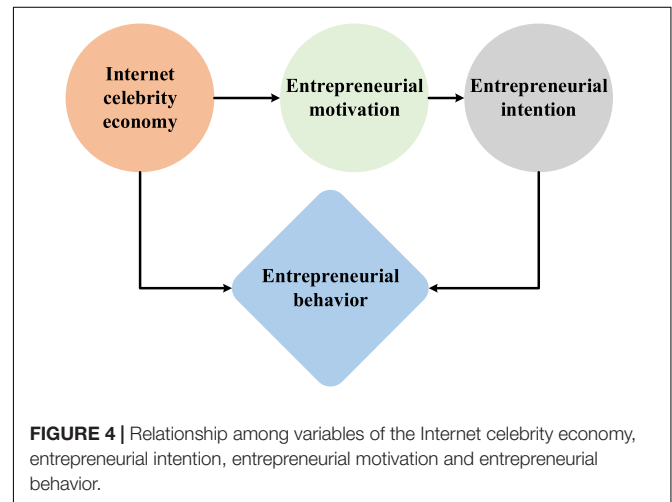 Internet
celebrity
economy
Entrepreneurial
motivation
Entrepreneurial
intention
Entrepreneurial
behavior
FIGURE 4 | Relationship among variables of the Internet celebrity economy,
entrepreneurial intention, entrepreneurial motivation and entrepreneurial
behavior.